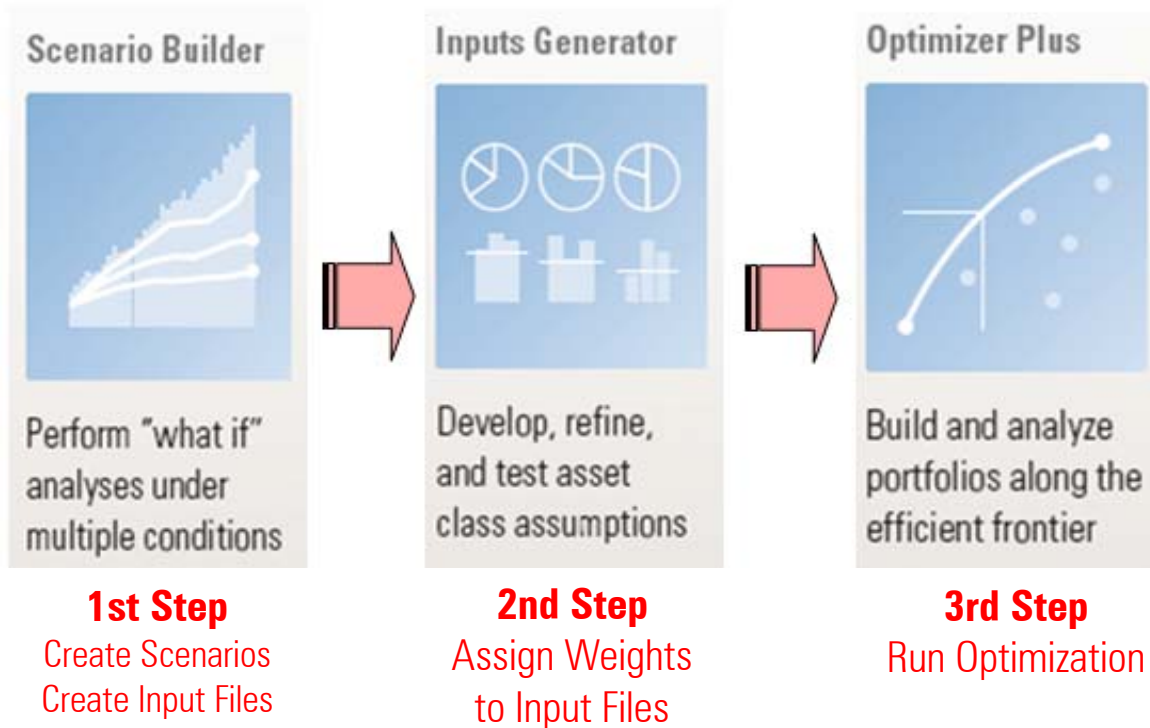 Scenario Builder
Perform "what if"
analyses under
multiple conditions
1st Step
Create Scenarios
Create Input Files
Inputs Generator
Develop, refine,
and test asset
class assumptions
2nd Step
Assign Weights
to Input Files
Optimizer Plus
Build and analyze
portfolios along the
efficient frontier
3rd Step
Run Optimization